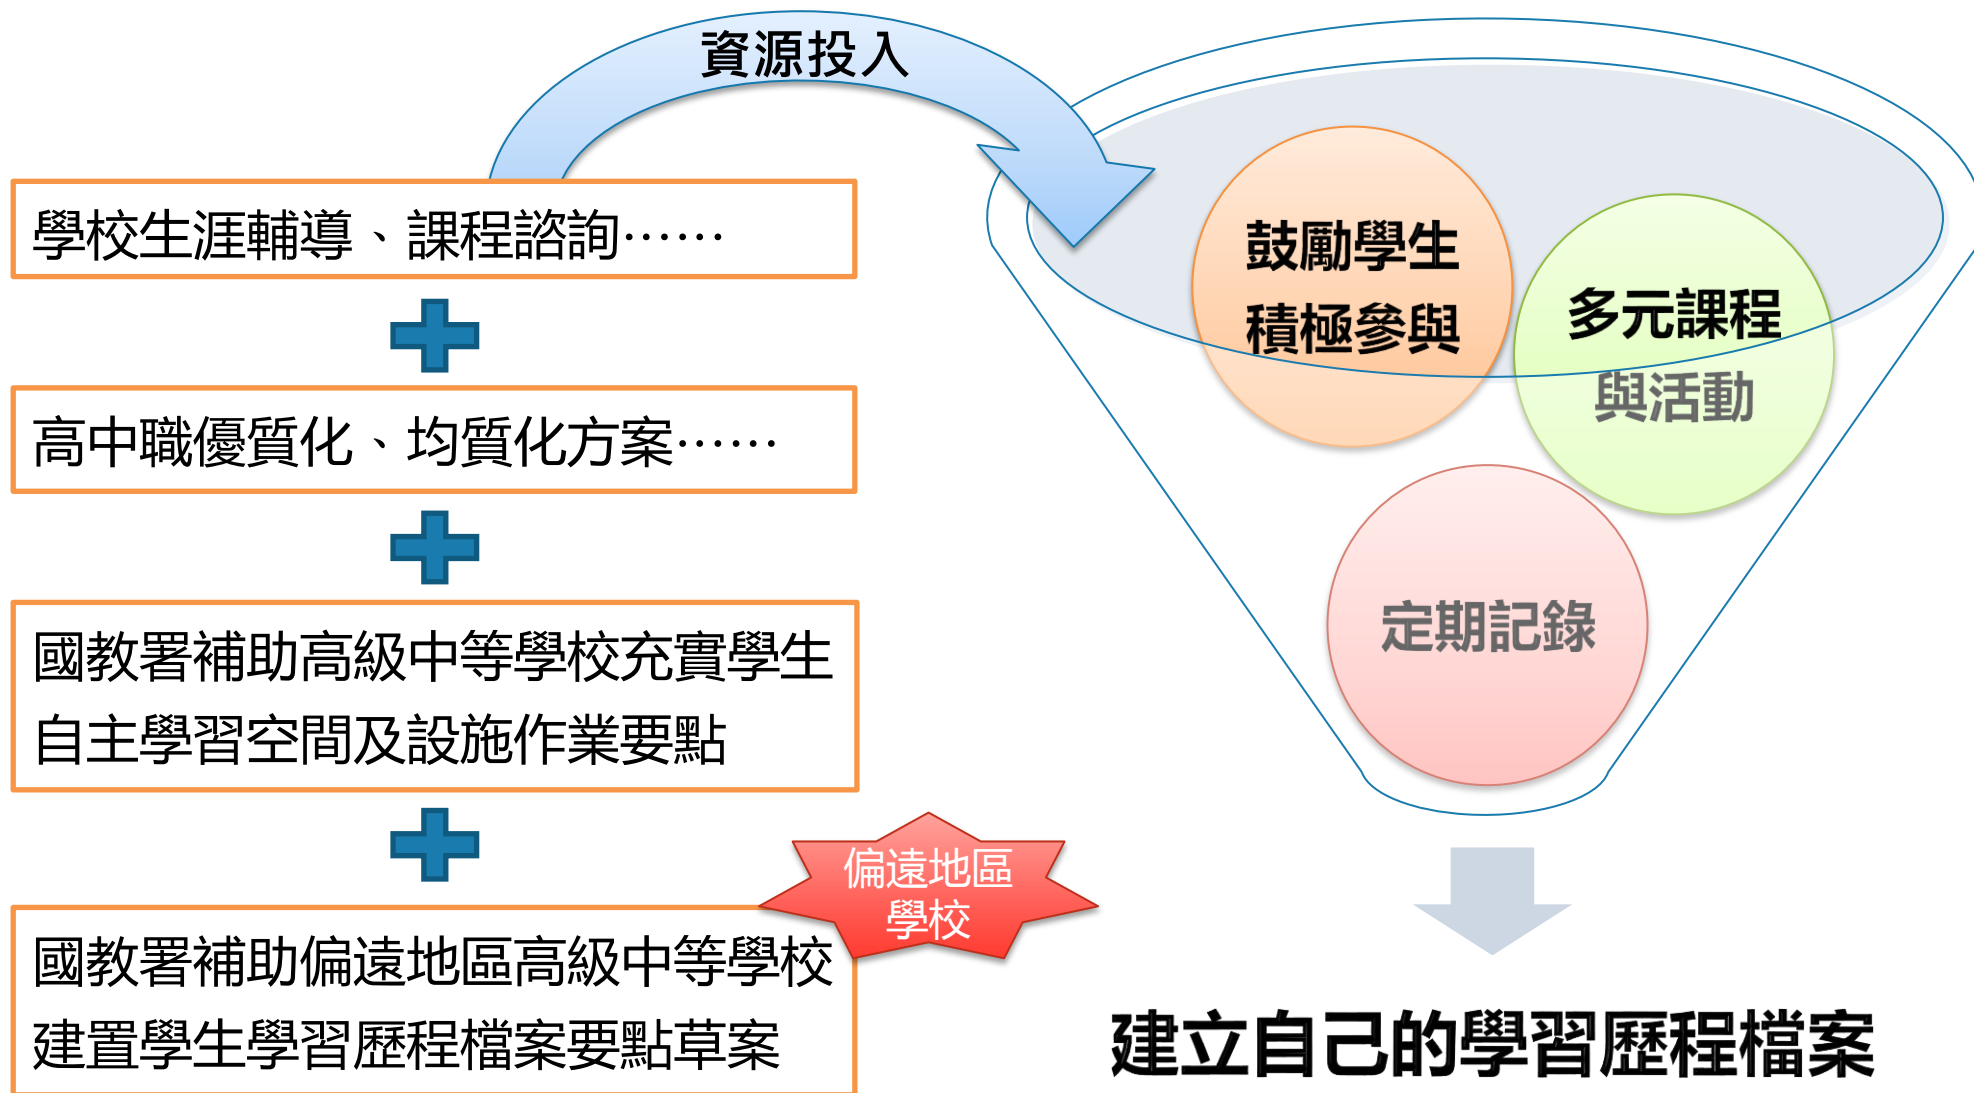 資源投入
學校生涯輔導、課程諮詢……
高中職優質化、均質化方案……
國教署補助高級中等學校充實學生
自主學習空間及設施作業要點
偏遠地區
學校
國教署補助偏遠地區高級中等學校
建置學生學習歷程檔案要點草案
鼓勵學生
積極參與
多元課程
與活動
定期記錄
建立自己的學習歷程檔案